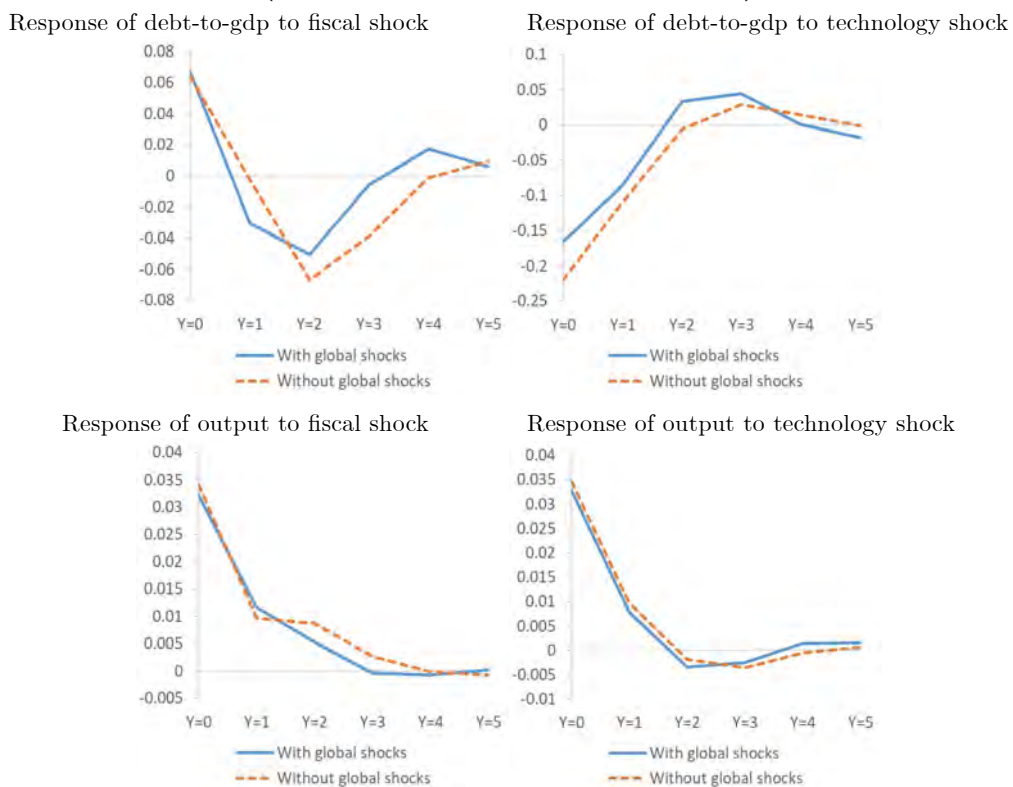 Response of debt-to-gdp to fiscal shock
0.08
0.06
0.04
0.02
0
-0.02
-0.04
-0.06
-0.08
Y=0 Y=1 Y=2 Y=3 Y=4 Y=5
With global shocks
Without global shocks
Response of debt-to-gdp to technology shock
0.1
0.05
0
-0.05
-0.1
-0.15
-0.2
-0.25
Y=0 Y=1 Y=2 Y=3 Y=4 Y=5
With global shocks
Without global shocks
Response of output to fiscal shock
0.04
0.035
0.03
0.025
0.02
0.015
0.01
0.005
0
-0.005
Y=0 Y=1 Y=2 Y=3 Y=4 Y=5
With global shocks
Without global shocks
Response of output to technology shock
0.04
0.035
0.03
0.025
0.02
0.015
0.01
0.005
0
-0.005
-0.01
Y=0 Y=1 Y=2 Y=3 Y=4 Y=5
With global shocks
Without global shocks